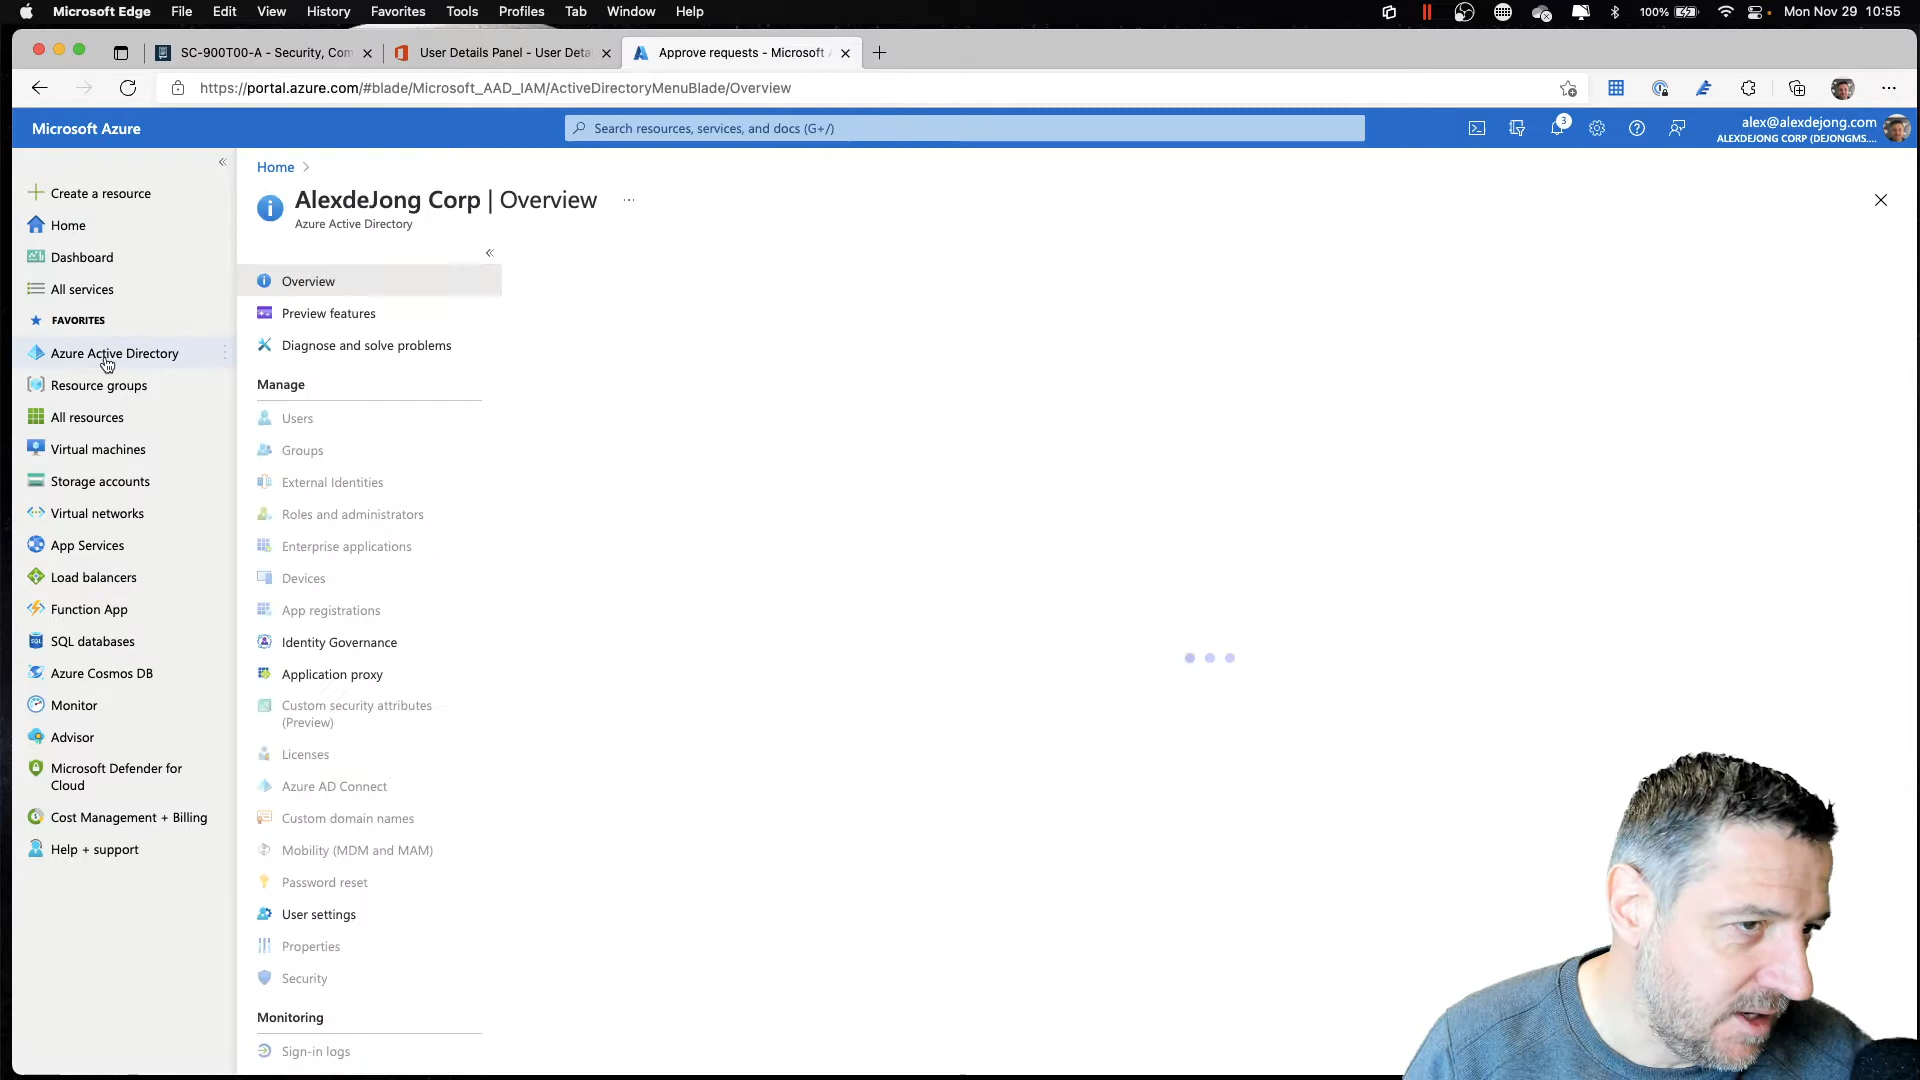 Microsoft Edge File Edit View History Favorites Tools Profiles Tab Window Help 100% Mon Nov 29 10:55
SC-900T00-A - Security, Com
User Details Panel - User Deta
Approve requests - Microsoft A
https://portal.azure.com/#blade/Microsoft_AAD_IAM/ActiveDirectoryMenuBlade/Overview
Microsoft Azure
Search resources, services, and docs (G+/)
3
alex@alexdejong.com
ALEXDEJONG CORP (DEJONGMS....
Create a resource
Home
Dashboard
All services
FAVORITES
Azure Active Directory
Resource groups
All resources
Virtual machines
Storage accounts
Virtual networks
App Services
Load balancers
Function App
SQL databases
Azure Cosmos DB
Monitor
Advisor
Microsoft Defender for
Cloud
Cost Management + Billing
Help + support
Home
AlexdeJong Corp | Overview
Azure Active Directory
Overview
Preview features
Diagnose and solve problems
Manage
Users
Groups
External Identities
Roles and administrators
Enterprise applications
Devices
App registrations
Identity Governance
Application proxy
Custom security attributes
(Preview)
Licenses
Azure AD Connect
Custom domain names
Mobility (MDM and MAM)
Password reset
User settings
Properties
Security
Monitoring
Sign-in logs